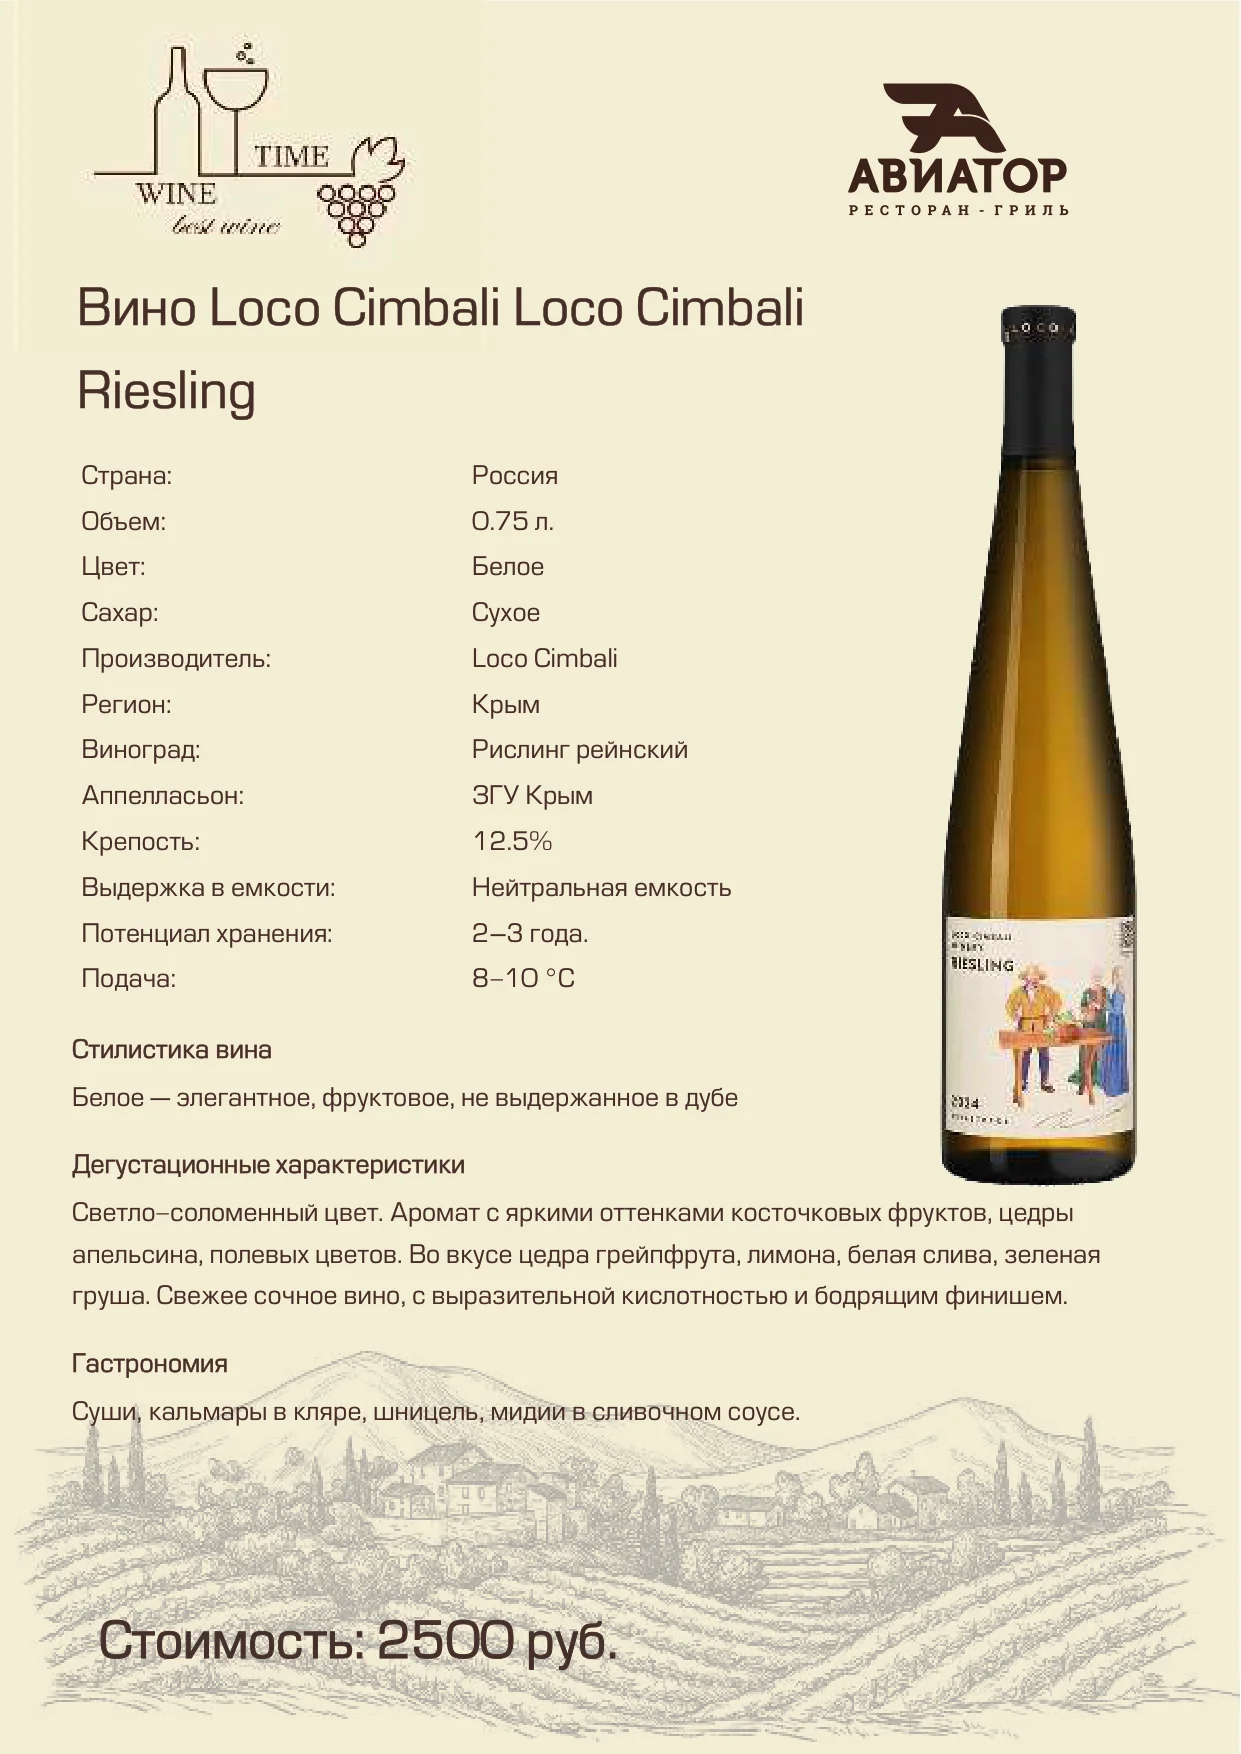 TIME
WINE
best wine
АВИАТОР
РЕСТОРАН - ГРИЛЬ
Вино Loco Cimbali Loco Cimbali
Riesling
Страна: Россия
Объем: 0.75 л.
Цвет: Белое
Сахар: Сухое
Производитель: Loco Cimbali
Регион: Крым
Виноград: Рислинг рейнский
Аппелласьон: ЗГУ Крым
Крепость: 12.5%
Выдержка в емкости: Нейтральная емкость
Потенциал хранения: 2–3 года.
Подача: 8–10 °C
Стилистика вина
Белое — элегантное, фруктовое, не выдержанное в дубе
Дегустационные характеристики
Светло–соломенный цвет. Аромат с яркими оттенками косточковых фруктов, цедры
апельсина, полевых цветов. Во вкусе цедра грейпфрута, лимона, белая слива, зеленая
груша. Свежее сочное вино, с выразительной кислотностью и бодрящим финишем.
Гастрономия
Суши, кальмары в кляре, шницель, мидии в сливочном соусе.
Стоимость: 2500 руб.
LOCO
LOCO CIMBALI
WINERY
RIESLING
2024